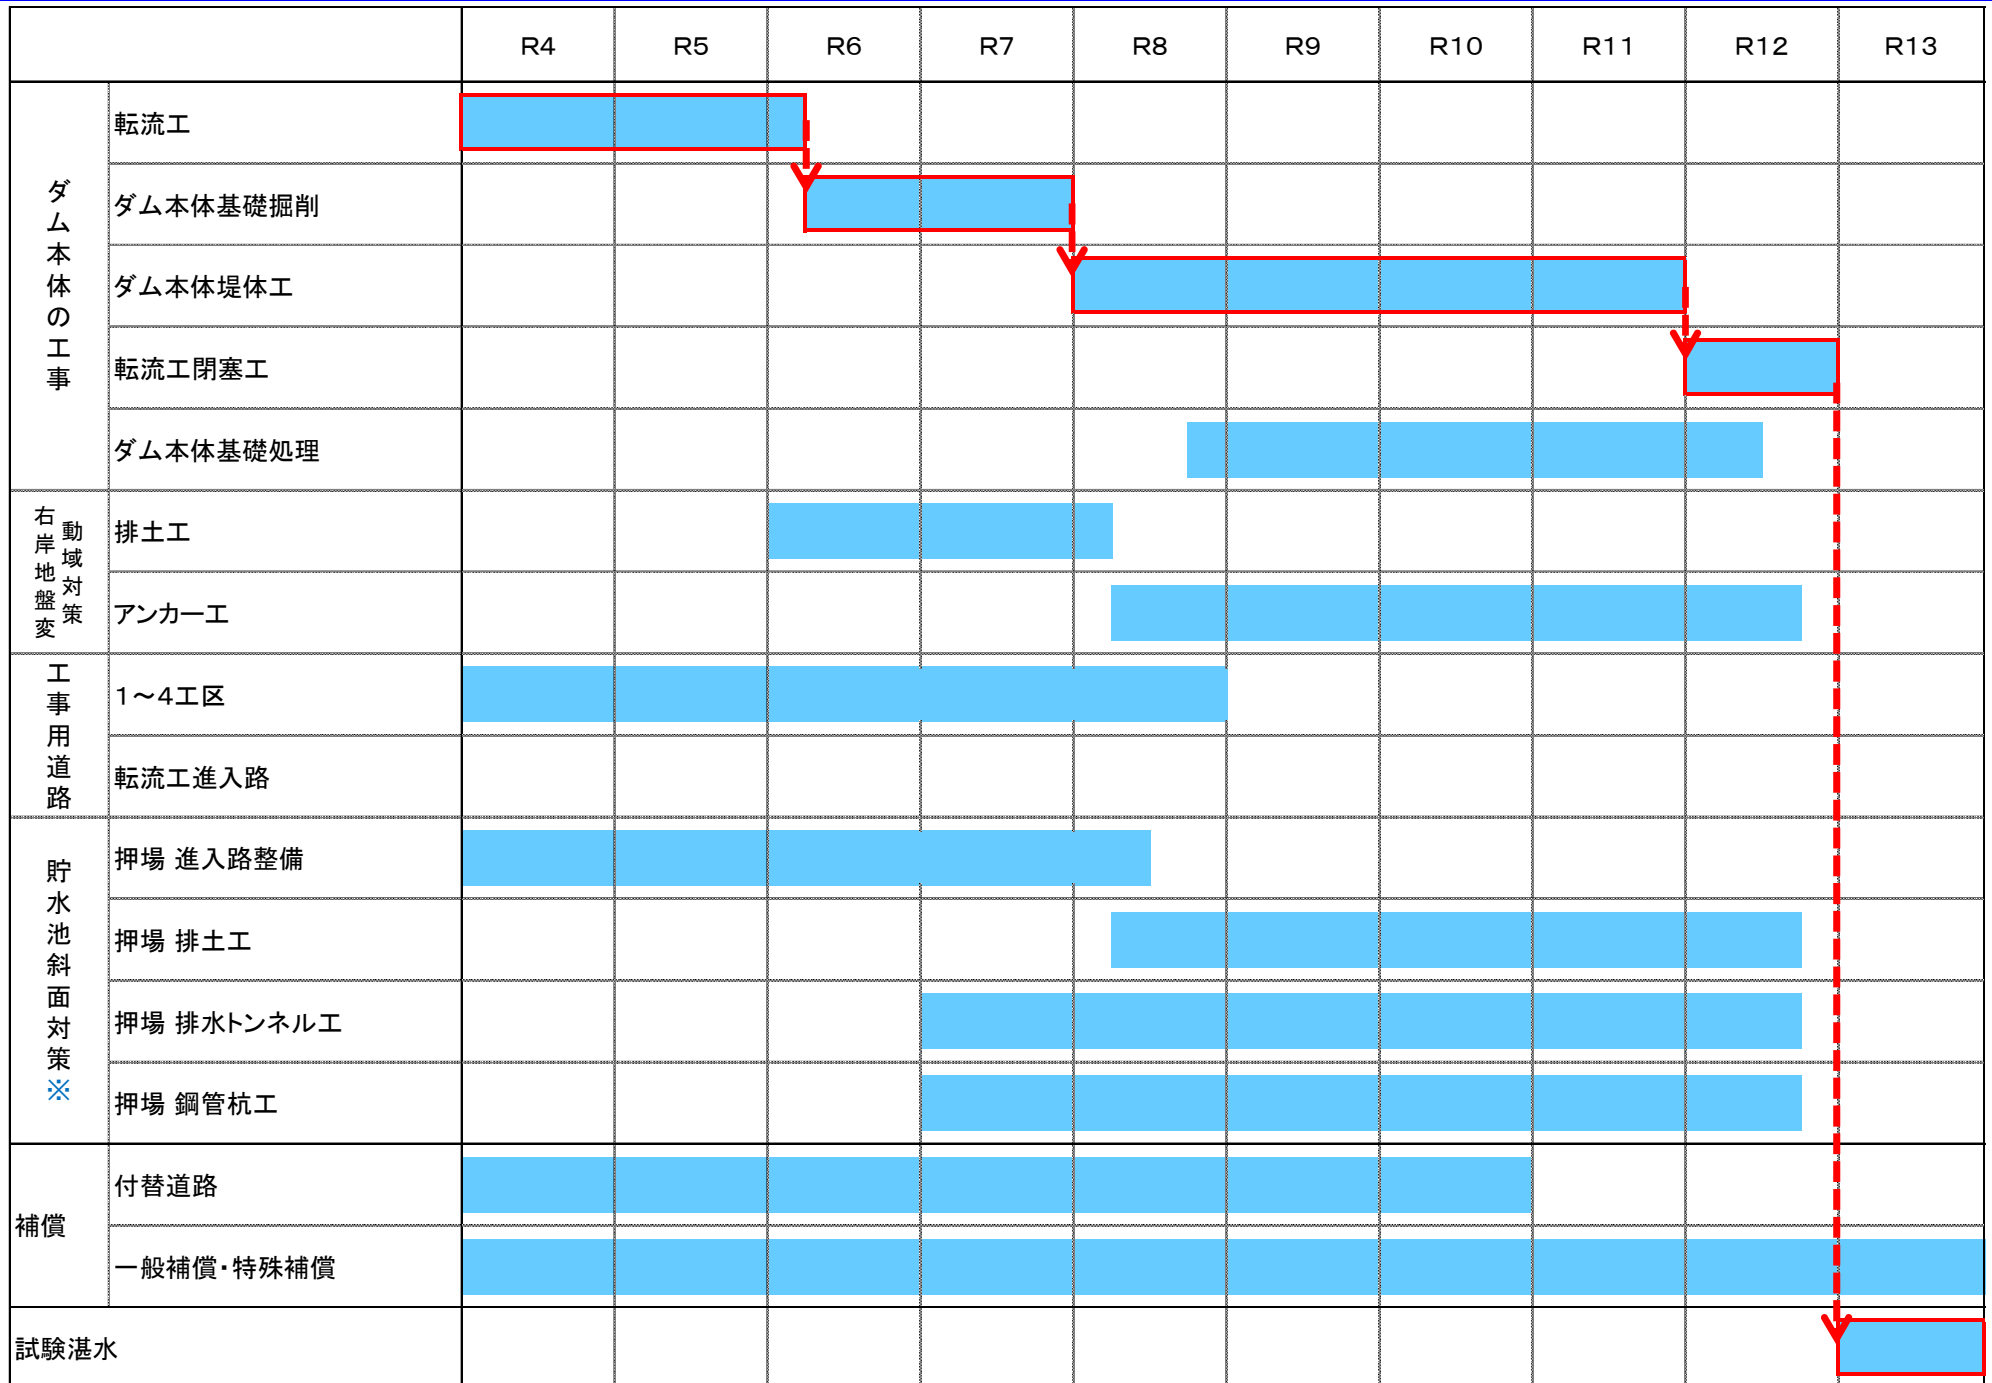 R4 R5 R6 R7 R8 R9 R10 R11 R12 R13
ダム本体の工事
転流工
ダム本体基礎掘削
ダム本体堤体工
転流工閉塞工
ダム本体基礎処理
右岸地盤変
動域対策
排土工
アンカー工
工事用道路
1～4工区
転流工進入路
貯水池斜面対策※
押場 進入路整備
押場 排土工
押場 排水トンネル工
押場 鋼管杭工
補償
付替道路
一般補償・特殊補償
試験湛水